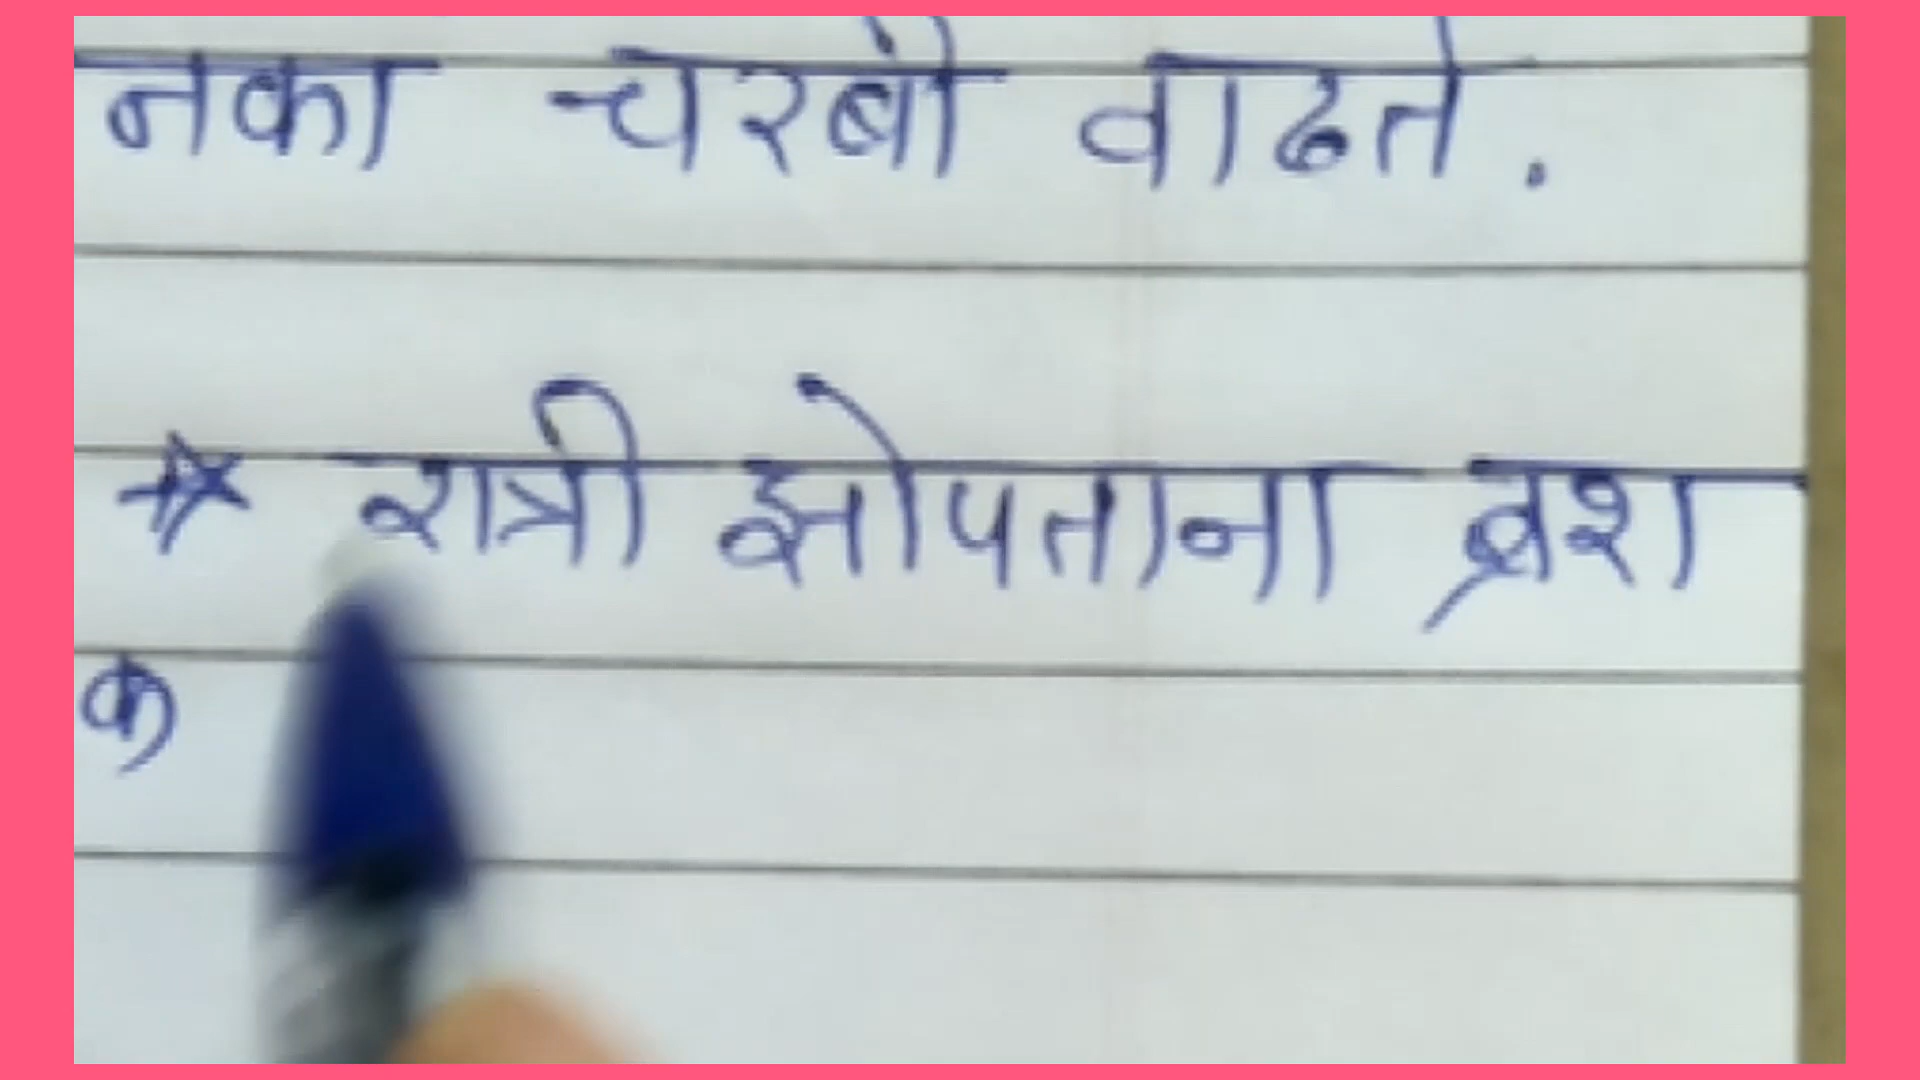 नका चरबी वाढते.
☆ रात्री झोपताना ब्रश
क